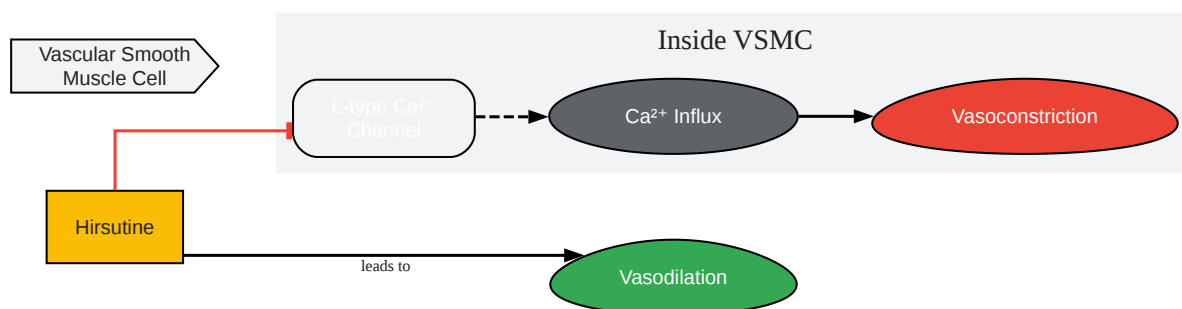 Inside VSMC
Vascular Smooth
Muscle Cell
L-type Ca²⁺
Channel
Ca²⁺ Influx
Vasoconstriction
Hirsutine
leads to
Vasodilation